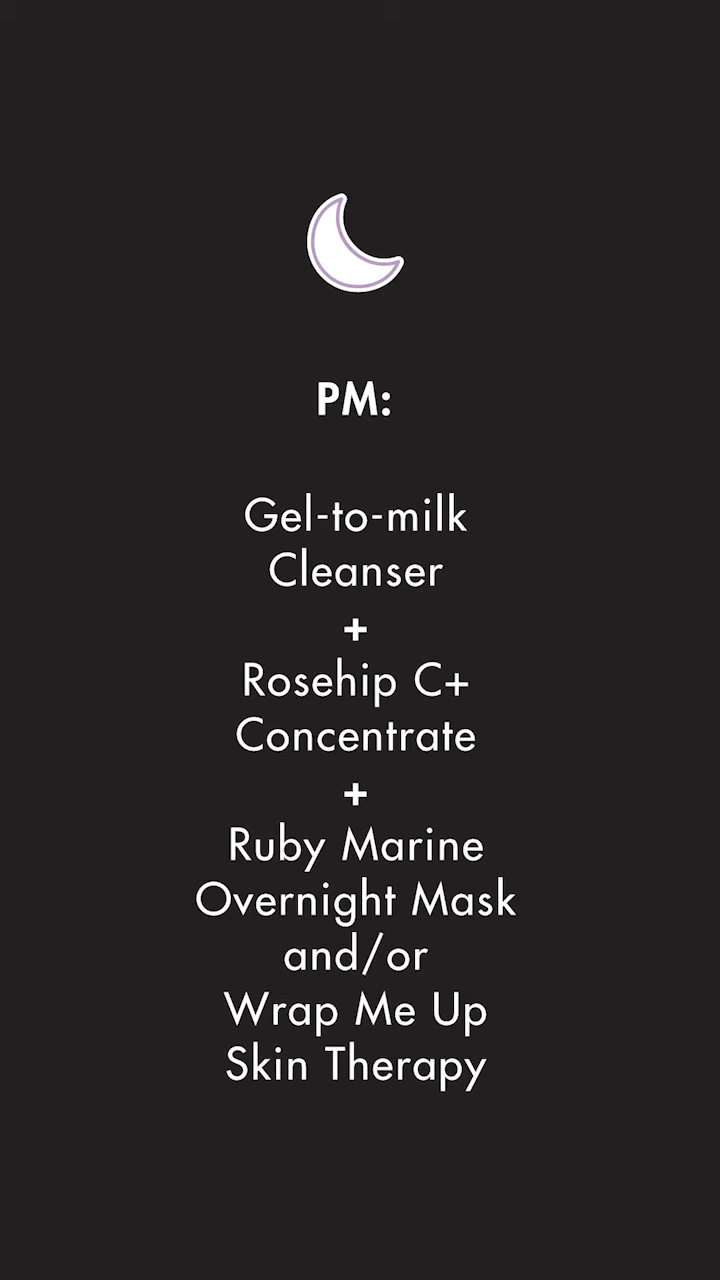 PM:
Gel-to-milk
Cleanser
+
Rosehip C+
Concentrate
+
Ruby Marine
Overnight Mask
and/or
Wrap Me Up
Skin Therapy